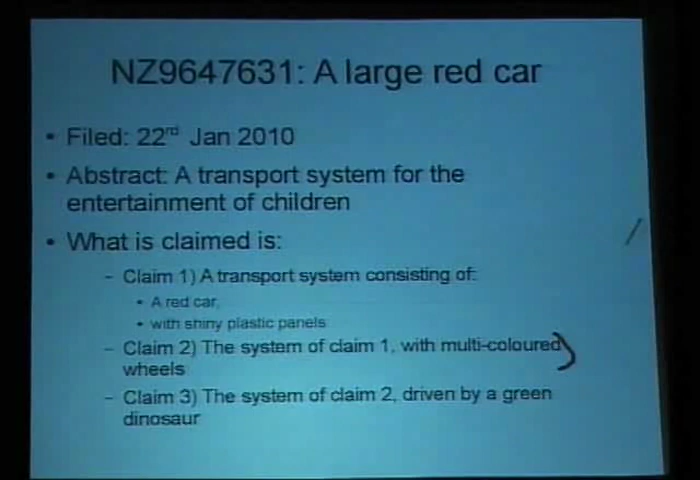 NZ9647631: A large red car
• Filed: 22rd Jan 2010
• Abstract: A transport system for the
entertainment of children
• What is claimed is:
– Claim 1) A transport system consisting of:
• A red car,
• with shiny plastic panels
– Claim 2) The system of claim 1, with multi-coloured
wheels
– Claim 3) The system of claim 2, driven by a green
dinosaur